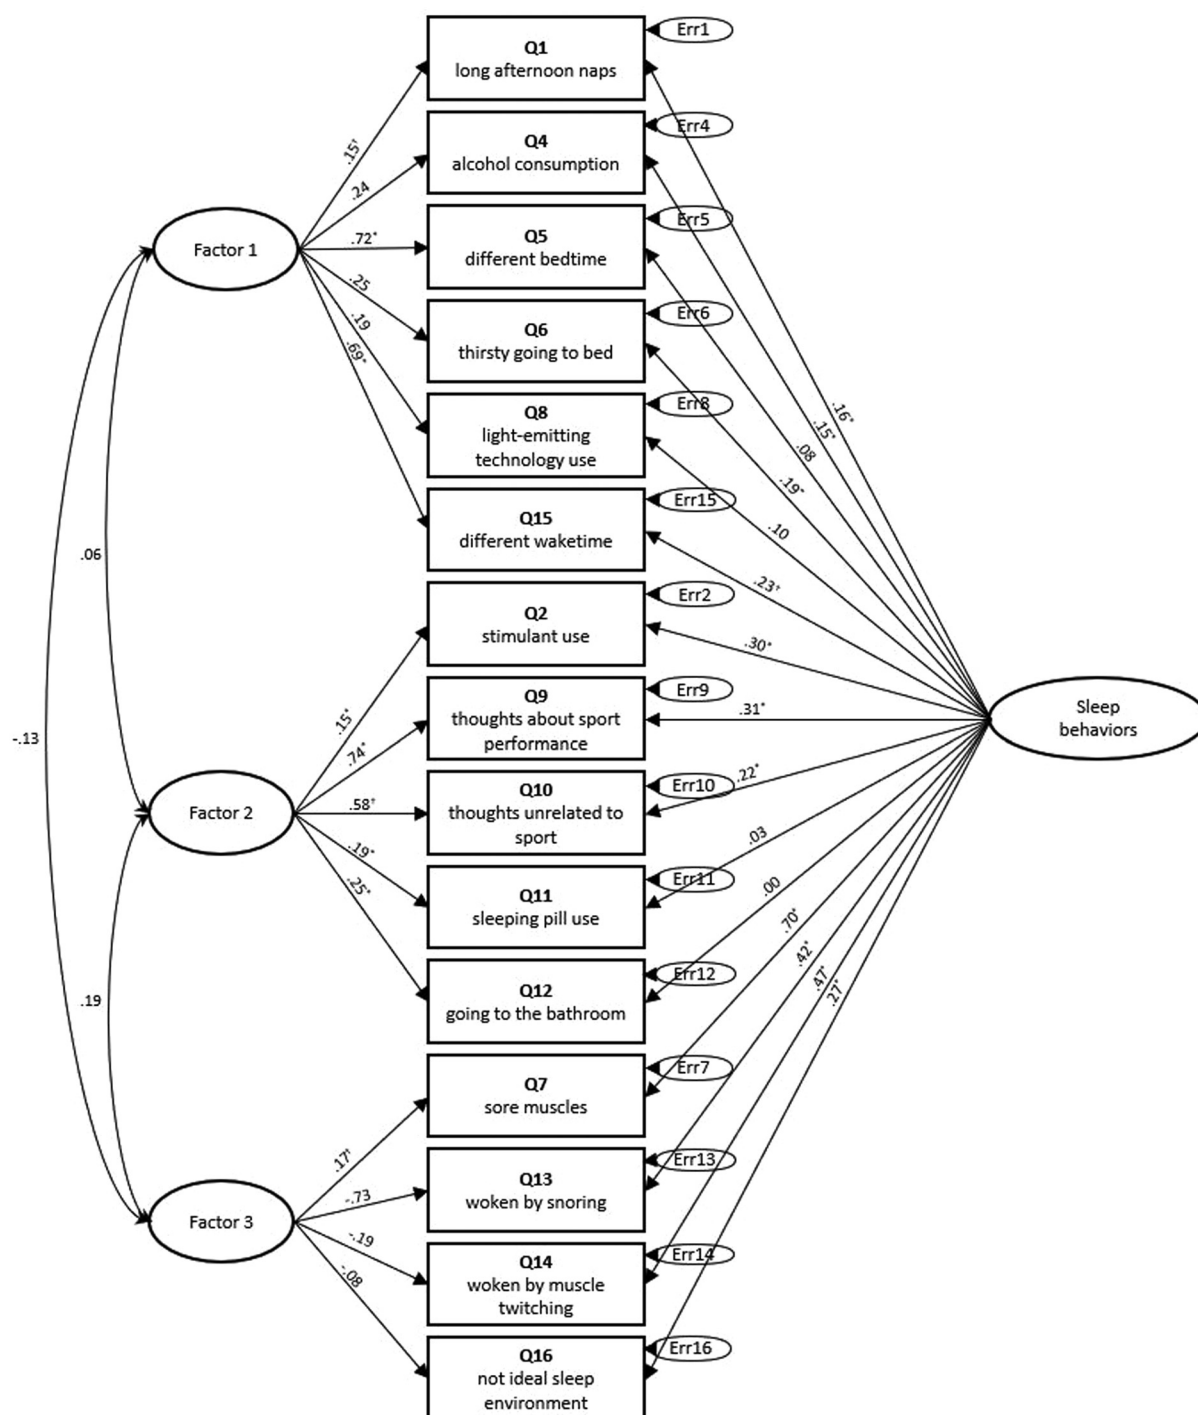 Q1
long afternoon naps
Err1
Q4
alcohol consumption
Err4
Q5
different bedtime
Err5
Q6
thirsty going to bed
Err6
Q8
light-emitting
technology use
Err8
Q15
different waketime
Err15
Q2
stimulant use
Err2
Q9
thoughts about sport
performance
Err9
Q10
thoughts unrelated to
sport
Err10
Q11
sleeping pill use
Err11
Q12
going to the bathroom
Err12
Q7
sore muscles
Err7
Q13
woken by snoring
Err13
Q14
woken by muscle
twitching
Err14
Q16
not ideal sleep
environment
Err16
Factor 1
.15†
.24
.72*
.25
.19
.69*
Factor 2
.15*
.74*
.58†
.19*
.25*
Factor 3
.17†
-.73
-.19
-.08
.06
-.13
.19
Sleep
behaviors
.16*
.15*
.08
.19*
.10
.23†
.30*
.31*
.22*
.03
.00
.70*
.42*
.47*
.27*